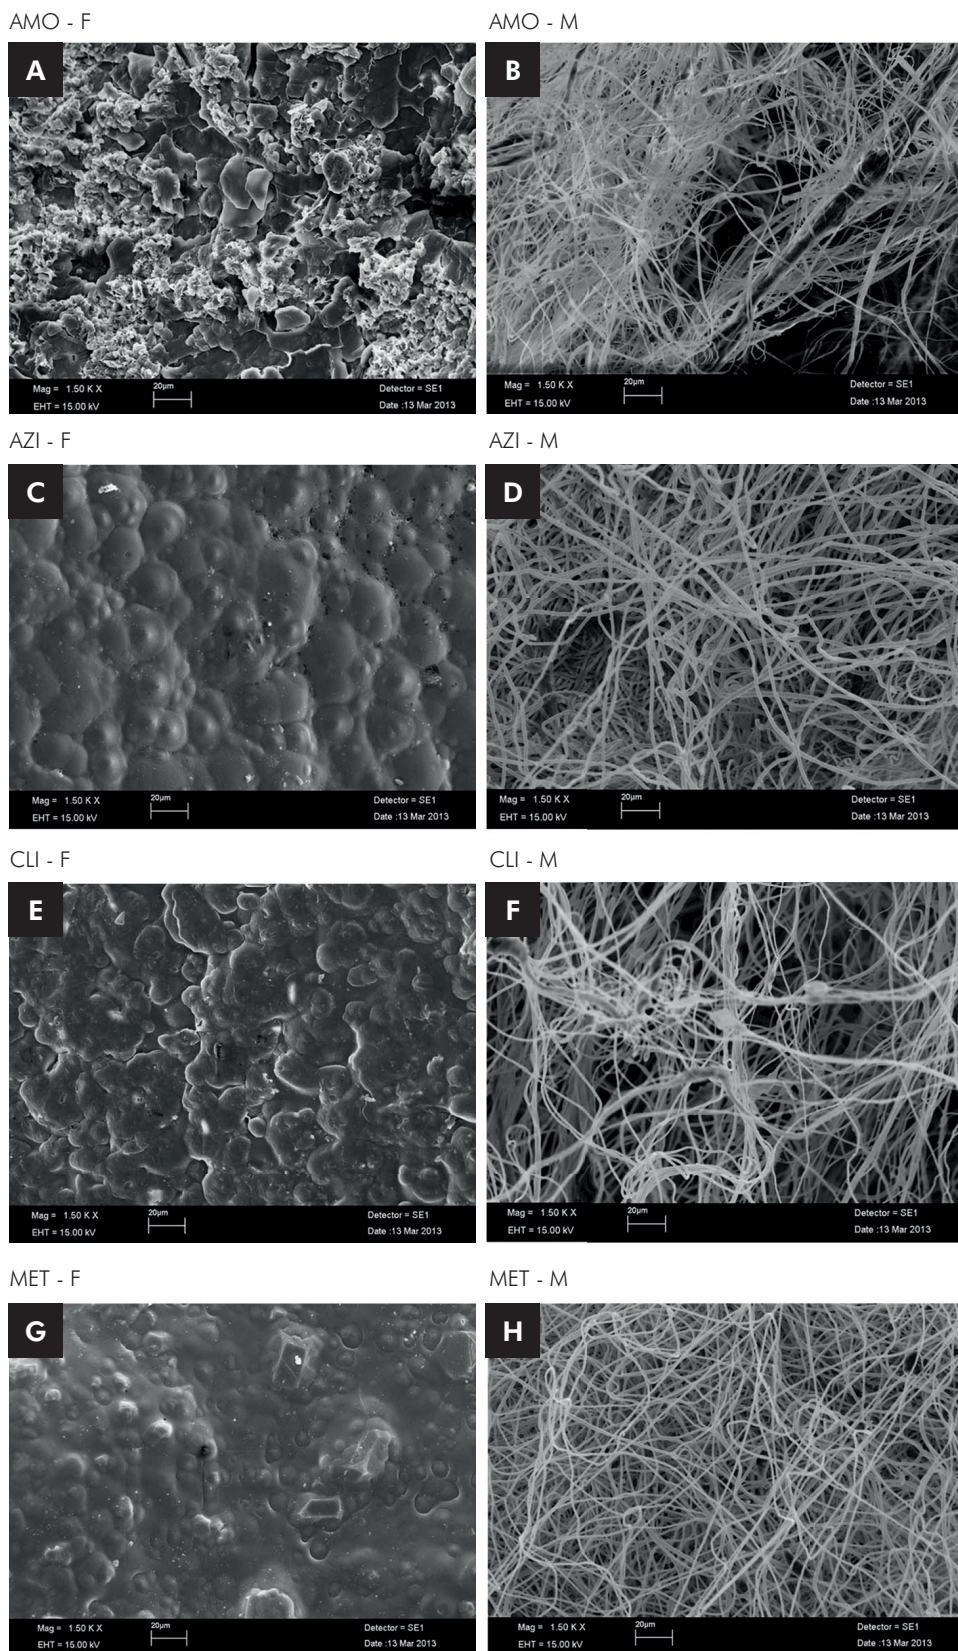 AMO - F
AMO - M
A
B
Mag = 1.50 K X
20µm
Detector = SE1
EHT = 15.00 kV
Date :13 Mar 2013
Mag = 1.50 K X
20µm
Detector = SE1
EHT = 15.00 kV
Date :13 Mar 2013
AZI - F
AZI - M
C
D
Mag = 1.50 K X
20µm
Detector = SE1
EHT = 15.00 kV
Date :13 Mar 2013
Mag = 1.50 K X
20µm
Detector = SE1
EHT = 15.00 kV
Date :13 Mar 2013
CLI - F
CLI - M
E
F
Mag = 1.50 K X
20µm
Detector = SE1
EHT = 15.00 kV
Date :13 Mar 2013
Mag = 1.50 K X
20µm
Detector = SE1
EHT = 15.00 kV
Date :13 Mar 2013
MET - F
MET - M
G
H
Mag = 1.50 K X
20µm
Detector = SE1
EHT = 15.00 kV
Date :13 Mar 2013
Mag = 1.50 K X
20µm
Detector = SE1
EHT = 15.00 kV
Date :13 Mar 2013